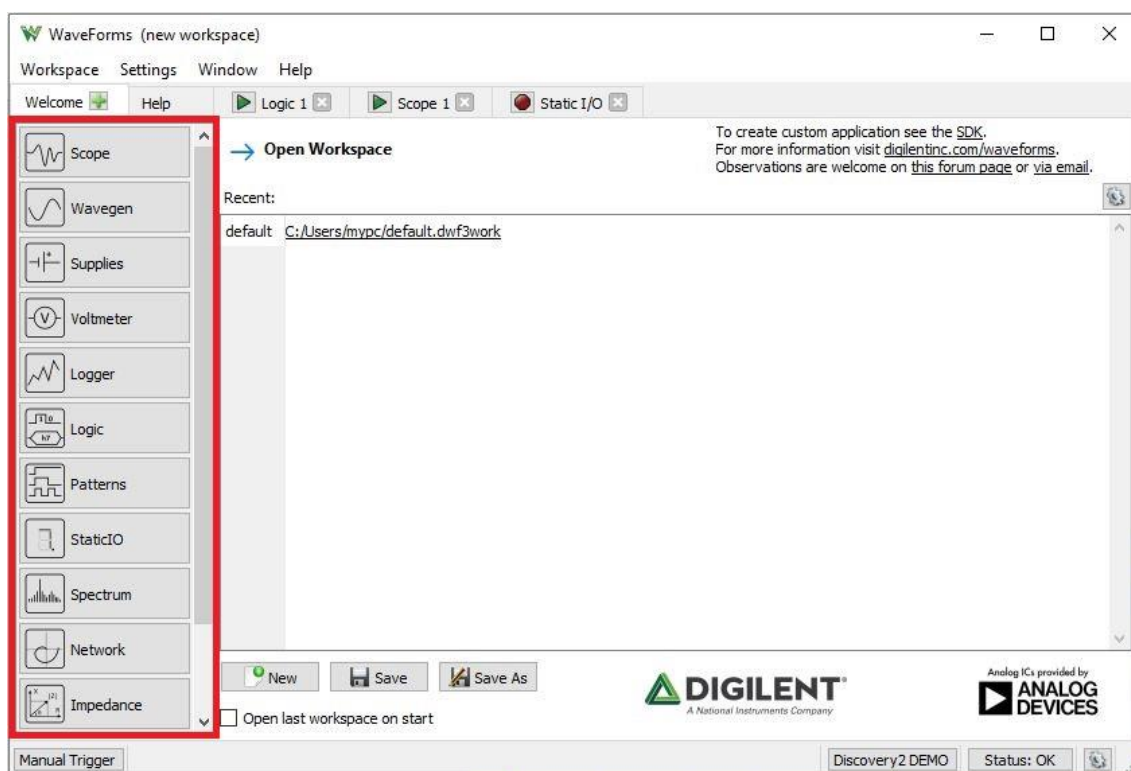 WaveForms (new workspace)
Workspace Settings Window Help
Welcome Help Logic 1 Scope 1 Static I/O
Scope
Wavegen
Supplies
Voltmeter
Logger
Logic
Patterns
StaticIO
Spectrum
Network
Impedance
Open Workspace
To create custom application see the SDK.
For more information visit digilentinc.com/waveforms.
Observations are welcome on this forum page or via email.
Recent:
default C:/Users/mypc/default.dwf3work
New Save Save As
Open last workspace on start
DIGILENT
A National Instruments Company
Analog ICs provided by
ANALOG
DEVICES
Manual Trigger Discovery2 DEMO Status: OK